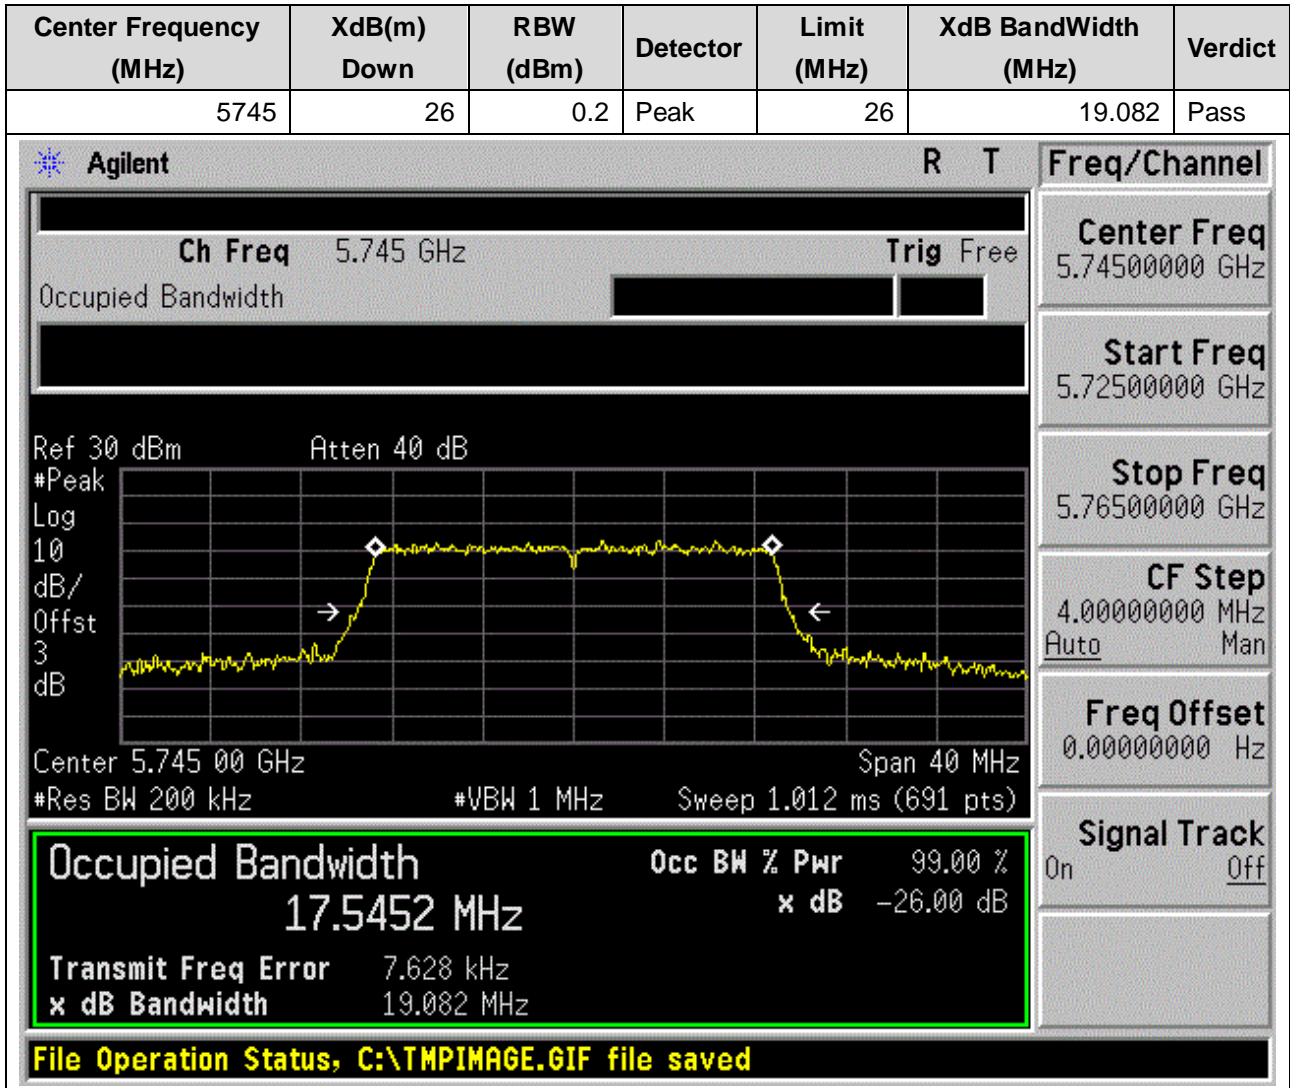 Center Frequency (MHz) XdB(m) Down RBW (dBm) Detector Limit (MHz) XdB BandWidth (MHz) Verdict
5745 26 0.2 Peak 26 19.082 Pass
Agilent R T Freq/Channel
Ch Freq 5.745 GHz Trig Free
Occupied Bandwidth
Center Freq
5.74500000 GHz
Start Freq
5.72500000 GHz
Stop Freq
5.76500000 GHz
CF Step
4.00000000 MHz
Auto Man
Freq Offset
0.00000000 Hz
Signal Track
On Off
Ref 30 dBm Atten 40 dB
#Peak
Log
10
dB/
Offst
3
dB
Center 5.745 00 GHz Span 40 MHz
#Res BW 200 kHz #VBW 1 MHz Sweep 1.012 ms (691 pts)
Occupied Bandwidth
17.5452 MHz
Occ BW % Pwr 99.00 %
x dB -26.00 dB
Transmit Freq Error 7.628 kHz
x dB Bandwidth 19.082 MHz
File Operation Status, C:\TMPIMAGE.GIF file saved